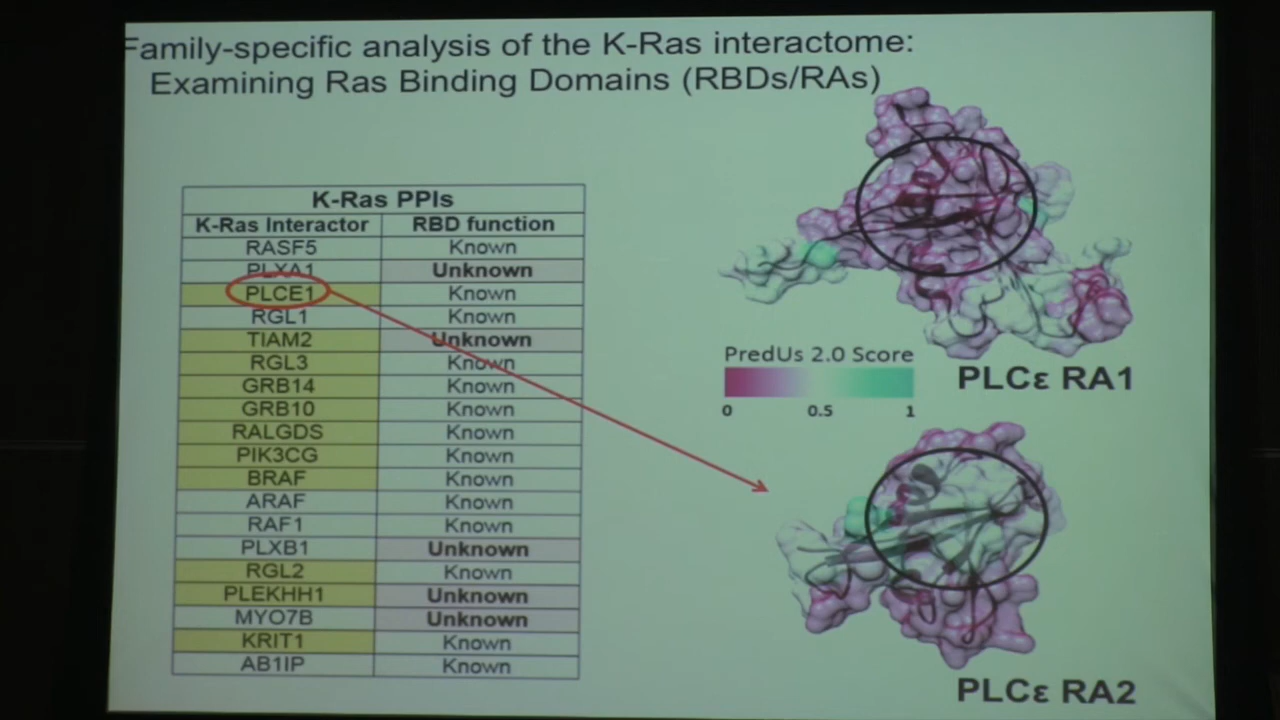 Family-specific analysis of the K-Ras interactome:
Examining Ras Binding Domains (RBDs/RAs)
K-Ras PPIs
K-Ras Interactor RBD function
RASF5 Known
PLXA1 Unknown
PLCE1 Known
RGL1 Known
TIAM2 Unknown
RGL3 Known
GRB14 Known
GRB10 Known
RALGDS Known
PIK3CG Known
BRAF Known
ARAF Known
RAF1 Known
PLXB1 Unknown
RGL2 Known
PLEKHH1 Unknown
MYO7B Unknown
KRIT1 Known
AB1IP Known
PredUs 2.0 Score
0 0.5 1
PLCε RA1
PLCε RA2